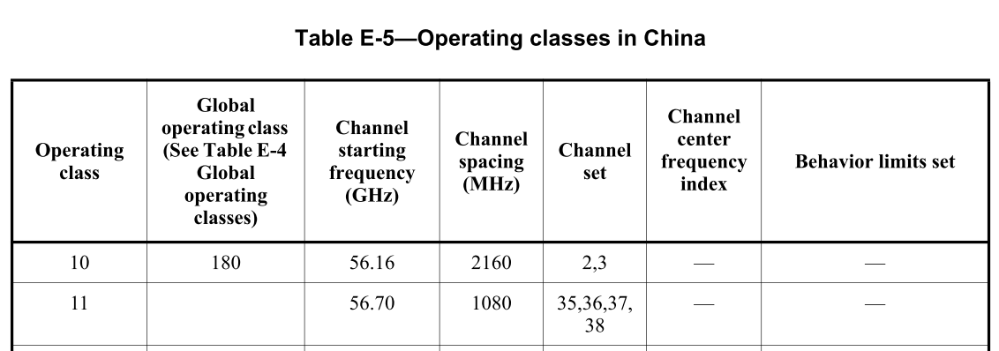 Table E-5—Operating classes in China
Operating
class
Global
operating class
(See Table E-4
Global
operating
classes)
Channel
starting
frequency
(GHz)
Channel
spacing
(MHz)
Channel
set
Channel
center
frequency
index
Behavior limits set
10 180 56.16 2160 2,3 — —
11 56.70 1080 35,36,37, — —
38